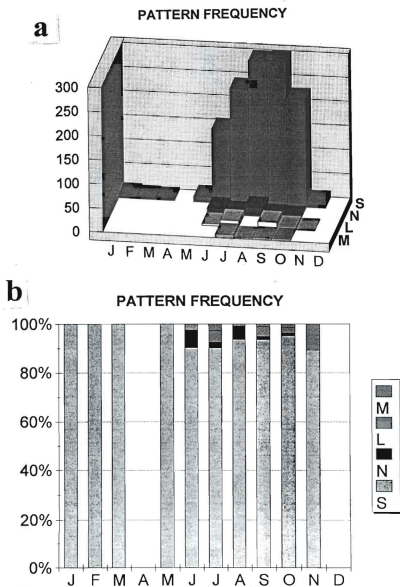 a
PATTERN FREQUENCY
300
250
200
150
100
50
0
S
N
L
M
J F M A M J J A S O N D
b
PATTERN FREQUENCY
100%
80%
60%
40%
20%
0%
J F M A M J J A S O N D
M
L
N
S